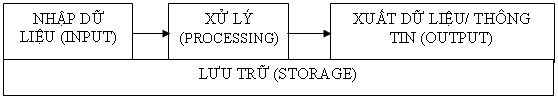 NHẬP DỮ
LIỆU (INPUT)
XỬ LÝ
(PROCESSING)
XUẤT DỮ LIỆU/ THÔNG
TIN (OUTPUT)
LƯU TRỮ (STORAGE)